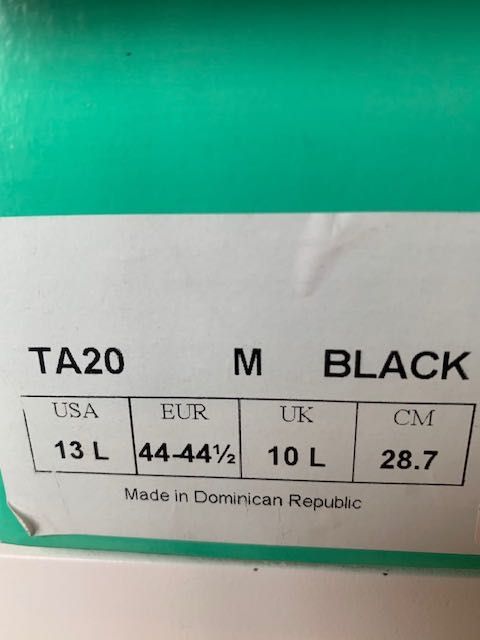 TA20 M BLACK
USA EUR UK CM
13 L 44-44½ 10 L 28.7
Made in Dominican Republic